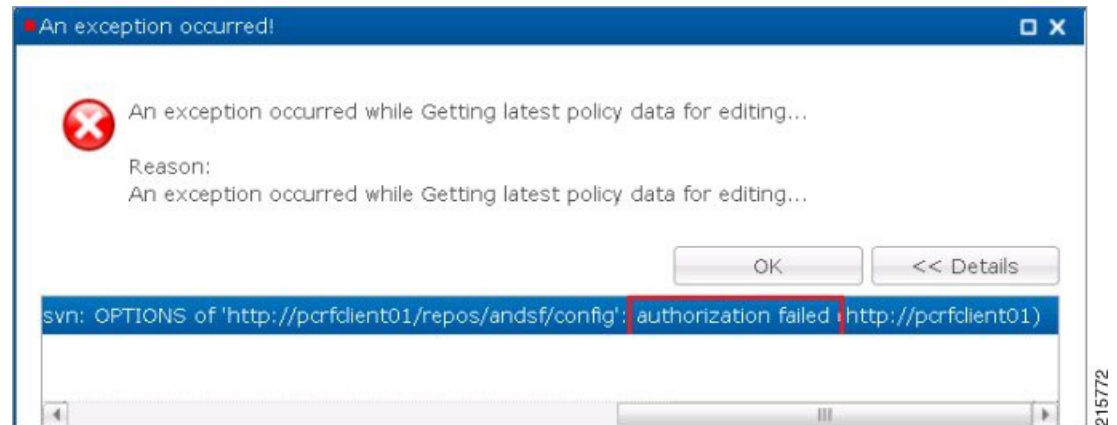 An exception occurred!
An exception occurred while Getting latest policy data for editing...
Reason:
An exception occurred while Getting latest policy data for editing...
OK
<< Details
svn: OPTIONS of 'http://pcrfclient01/repos/andsf/config': authorization failed (http://pcrfclient01)
215772